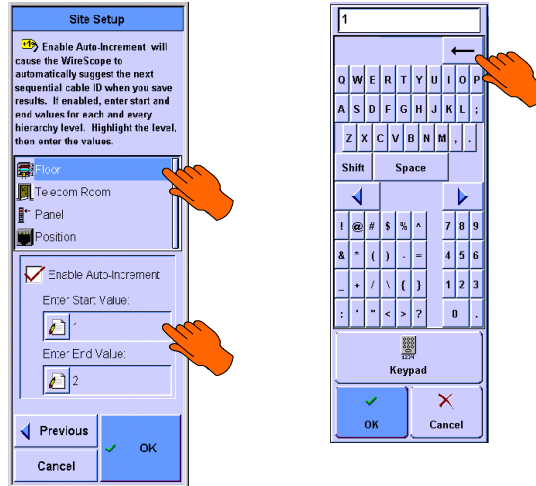 Site Setup
Enable Auto-Increment will
cause the WireScope to
automatically suggest the next
sequential cable ID when you save
results. If enabled, enter start and
end values for each and every
hierarchy level. Highlight the level,
then enter the values.
Floor
Telecom Room
Panel
Position
Enable Auto-Increment
Enter Start Value:
1
Enter End Value:
2
Previous
OK
Cancel
1
Q W E R T Y U I O P
A S D F G H J K L ;
Z X C V B N M , .
Shift Space
! @ # $ % ^ 7 8 9
& * ( ) - = 4 5 6
_ + / \ { } 1 2 3
: ' " < > ? 0 .
1234
Keypad
OK Cancel